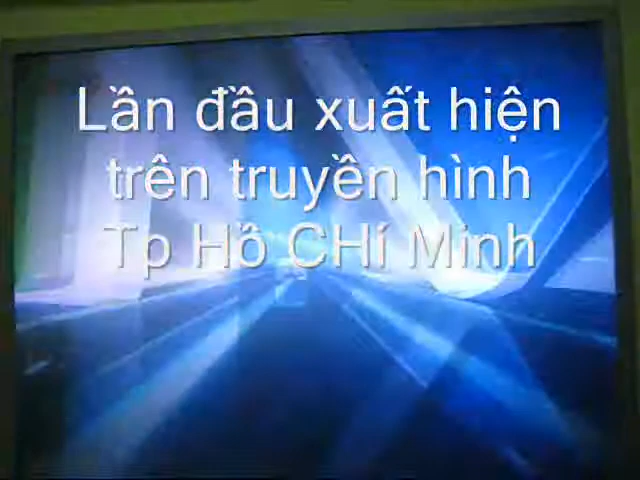 Lần đầu xuất hiện
trên truyền hình
Tp Hồ CHí Minh